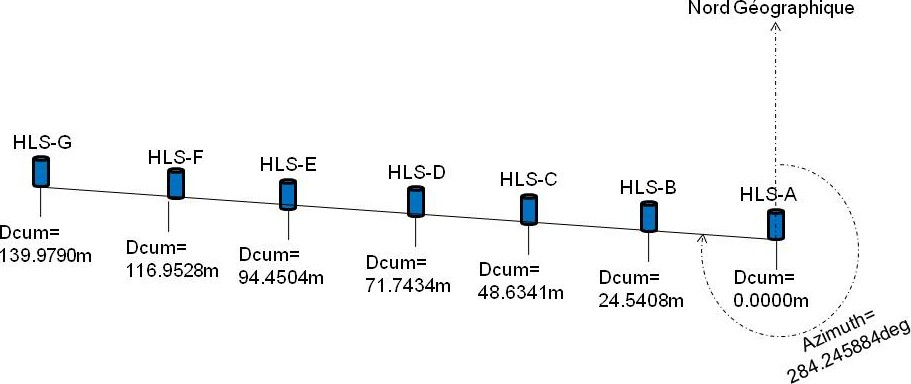 Nord Géographique
HLS-G
HLS-F
HLS-E
HLS-D
HLS-C
HLS-B
HLS-A
Dcum=
139.9790m
Dcum=
116.9528m
Dcum=
94.4504m
Dcum=
71.7434m
Dcum=
48.6341m
Dcum=
24.5408m
Dcum=
0.0000m
Azimuth=
284.245884deg